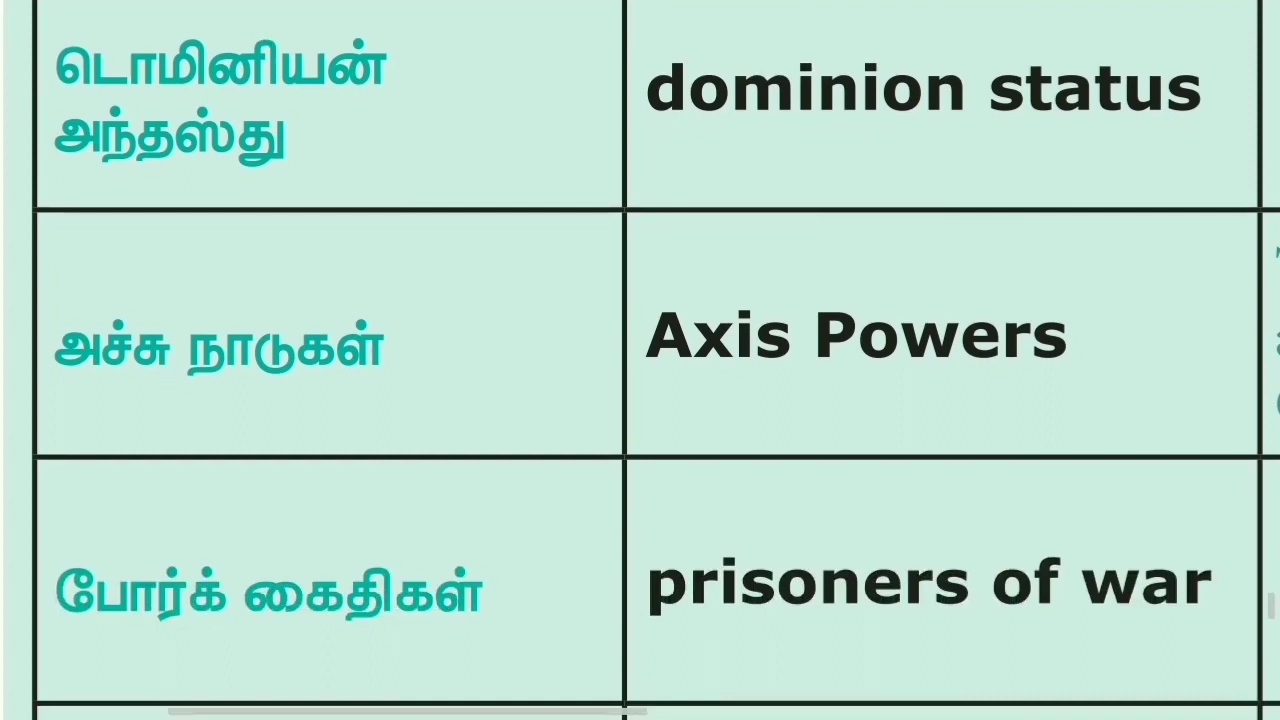 டொமினியன்
அந்தஸ்து
dominion status
அச்சு நாடுகள்
Axis Powers
போர்க் கைதிகள்
prisoners of war